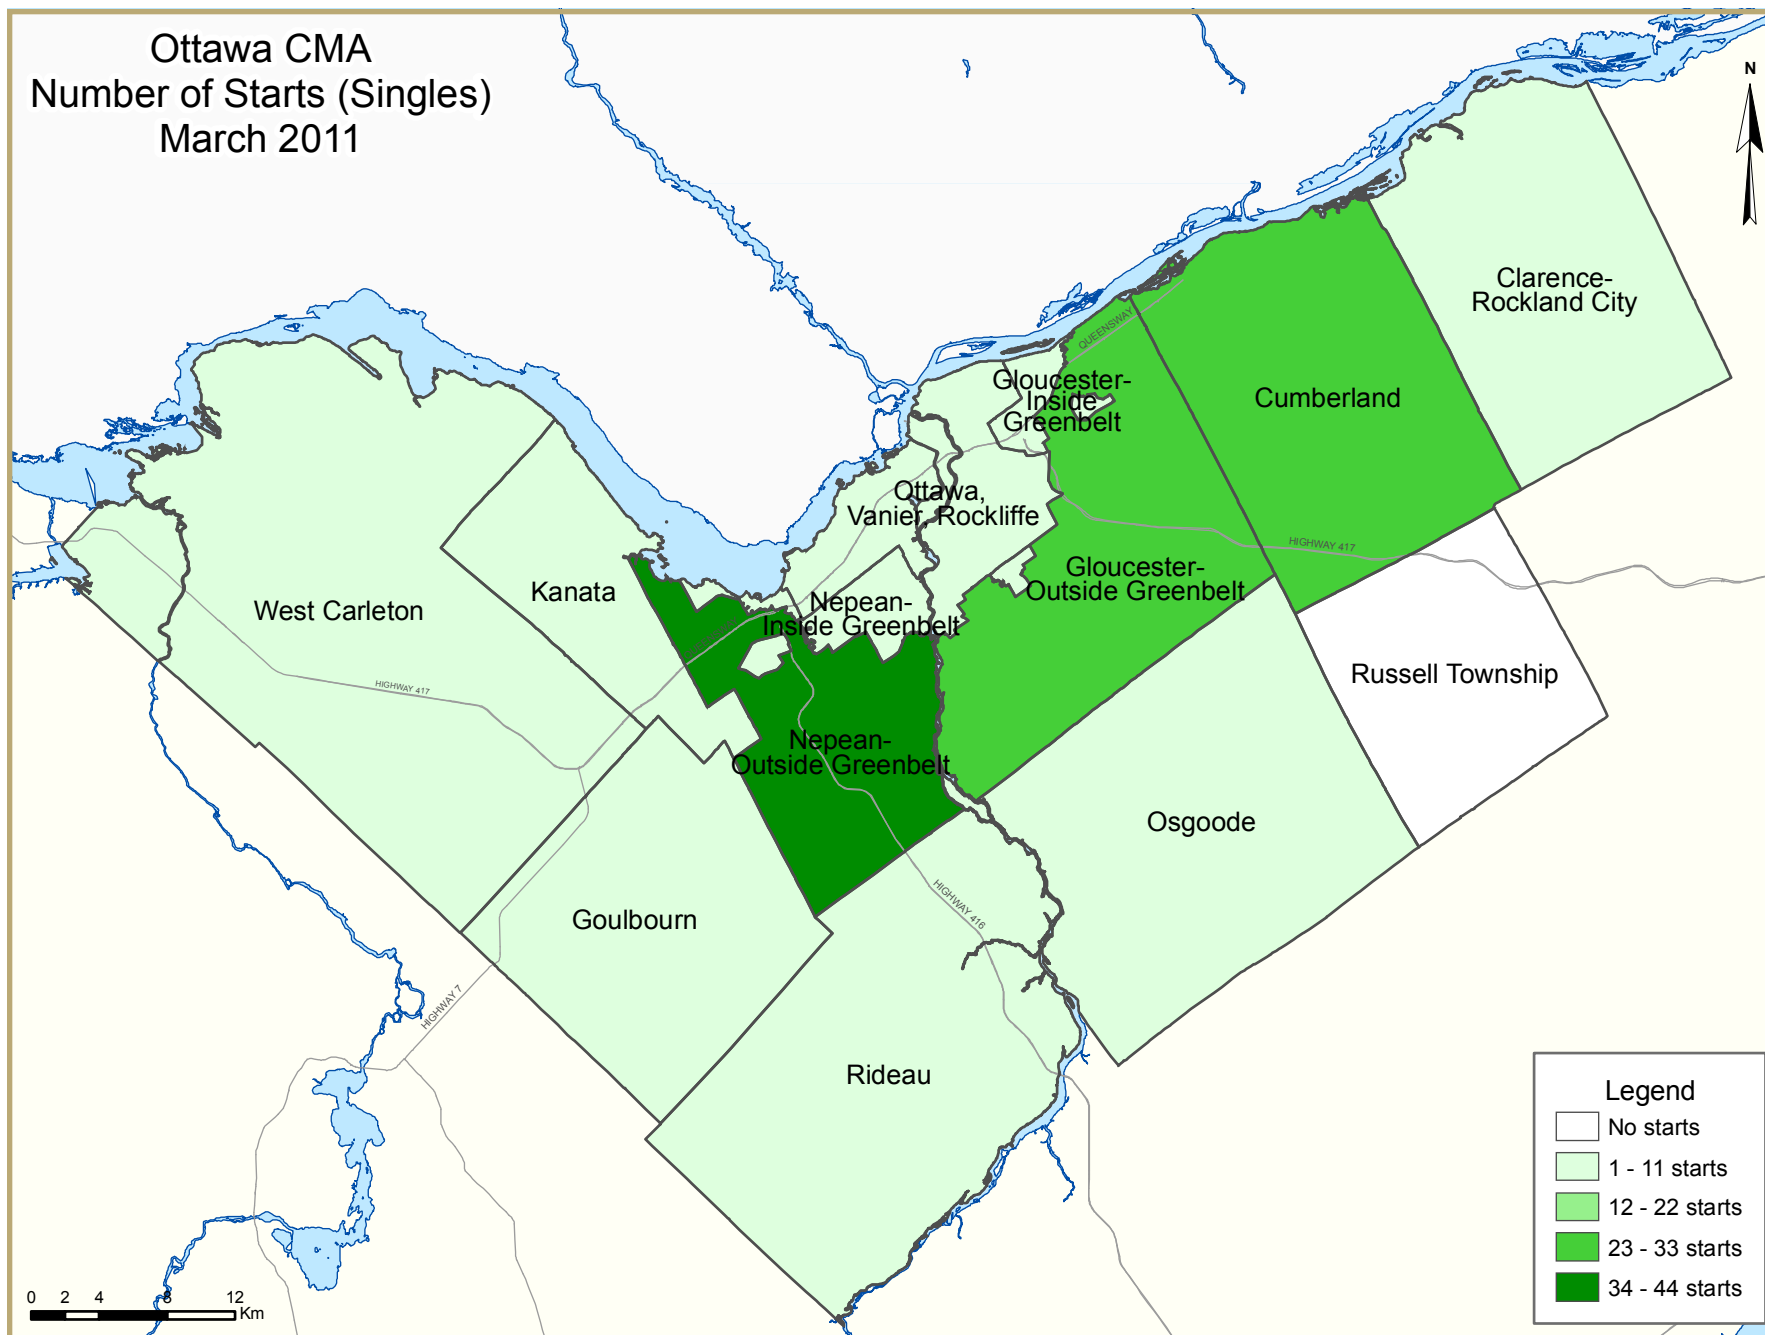 Ottawa CMA
Number of Starts (Singles)
March 2011
N
Clarence-
Rockland City
QUEENSWAY
Gloucester-
Inside
Greenbelt
Cumberland
Ottawa,
Vanier, Rockliffe
HIGHWAY 417
Gloucester-
Outside Greenbelt
Kanata
West Carleton
Nepean-
Inside Greenbelt
Russell Township
HIGHWAY 417
Nepean-
Outside Greenbelt
Osgoode
Goulbourn
HIGHWAY 416
HIGHWAY 7
Rideau
Legend
No starts
1 - 11 starts
12 - 22 starts
23 - 33 starts
34 - 44 starts
0 2 4 8 12
Km